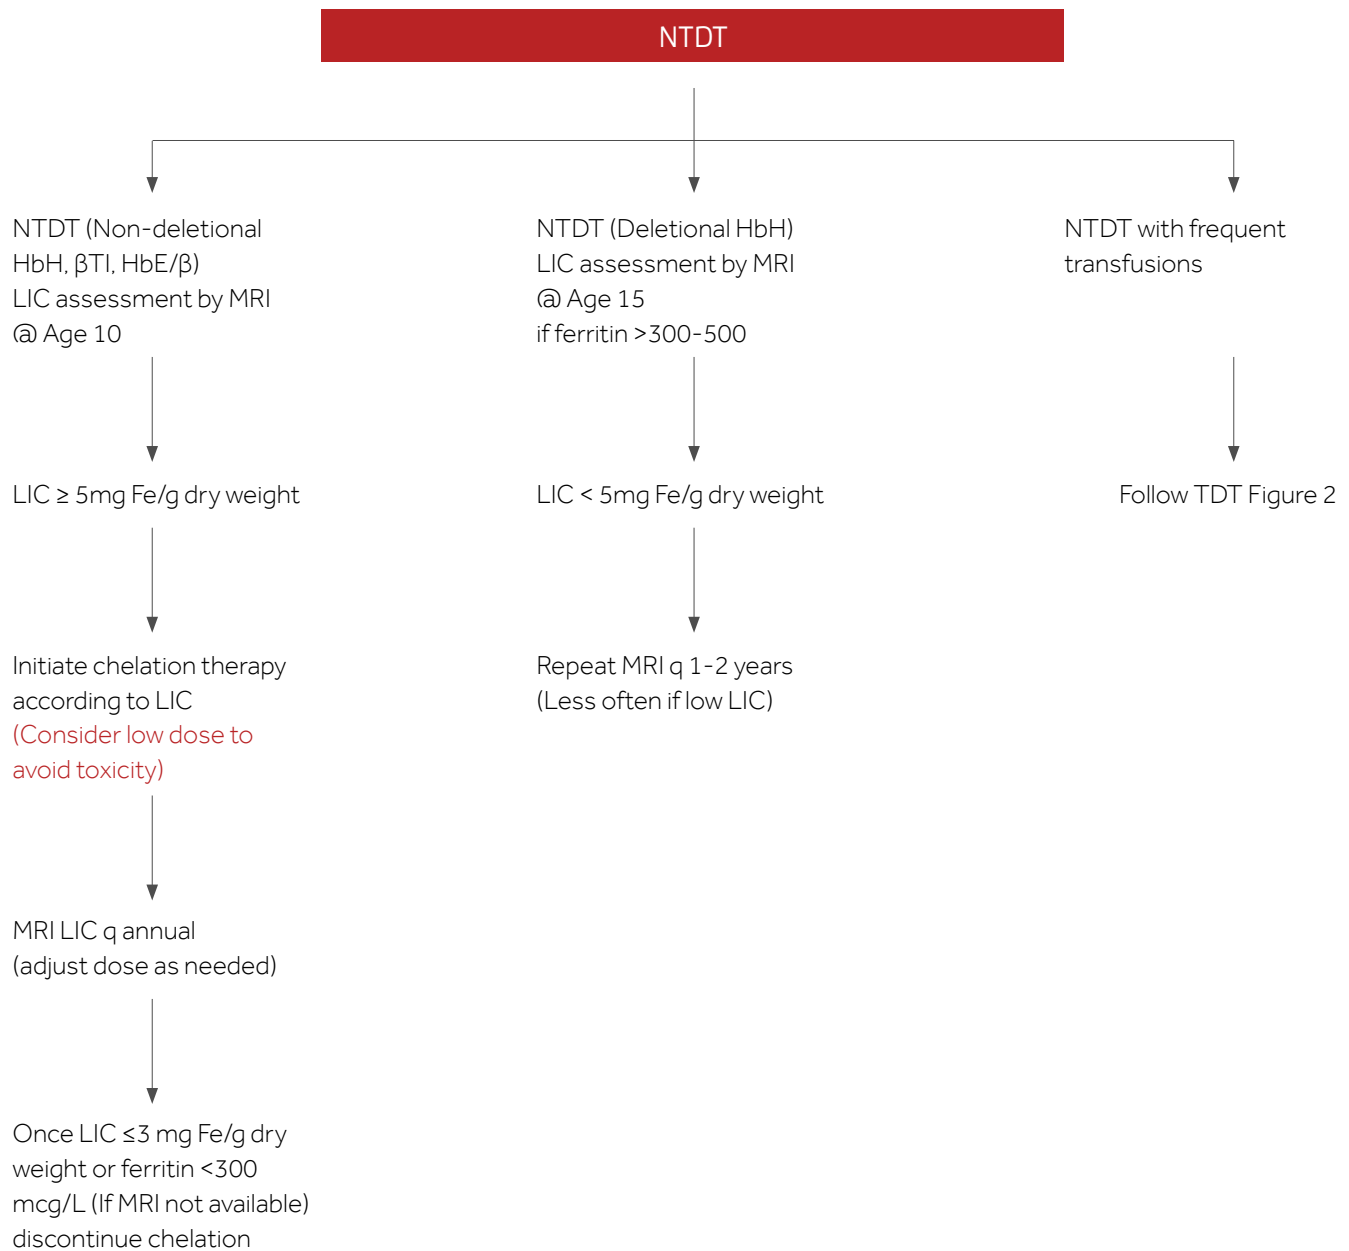 NTDT
NTDT (Non-deletional
HbH, βTI, HbE/β)
LIC assessment by MRI
@ Age 10
LIC ≥ 5mg Fe/g dry weight
Initiate chelation therapy
according to LIC
(Consider low dose to
avoid toxicity)
MRI LIC q annual
(adjust dose as needed)
Once LIC ≤3 mg Fe/g dry
weight or ferritin <300
mcg/L (If MRI not available)
discontinue chelation
NTDT (Deletional HbH)
LIC assessment by MRI
@ Age 15
if ferritin >300-500
LIC < 5mg Fe/g dry weight
Repeat MRI q 1-2 years
(Less often if low LIC)
NTDT with frequent
transfusions
Follow TDT Figure 2